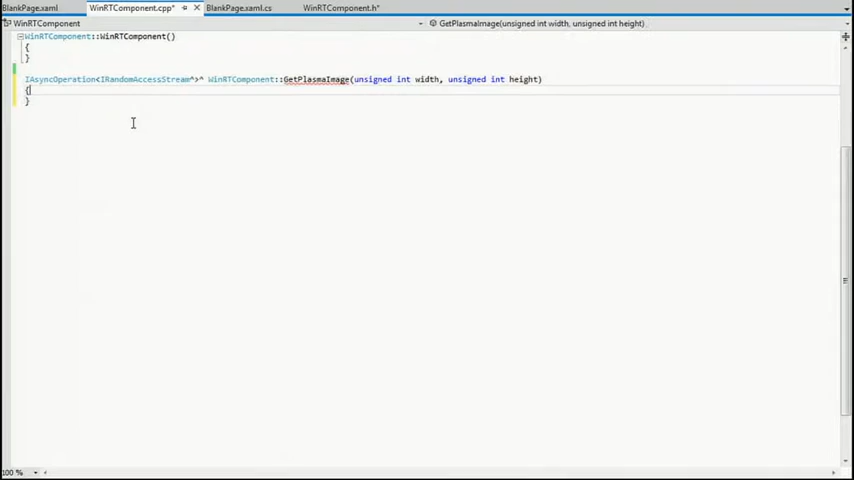 BlankPage.xaml WinRTComponent.cpp* BlankPage.xaml.cs WinRTComponent.h*
WinRTComponent GetPlasmaImage(unsigned int width, unsigned int height)
WinRTComponent::WinRTComponent()
{
}
IAsyncOperation<IRandomAccessStream^>^ WinRTComponent::GetPlasmaImage(unsigned int width, unsigned int height)
{
}
100 %